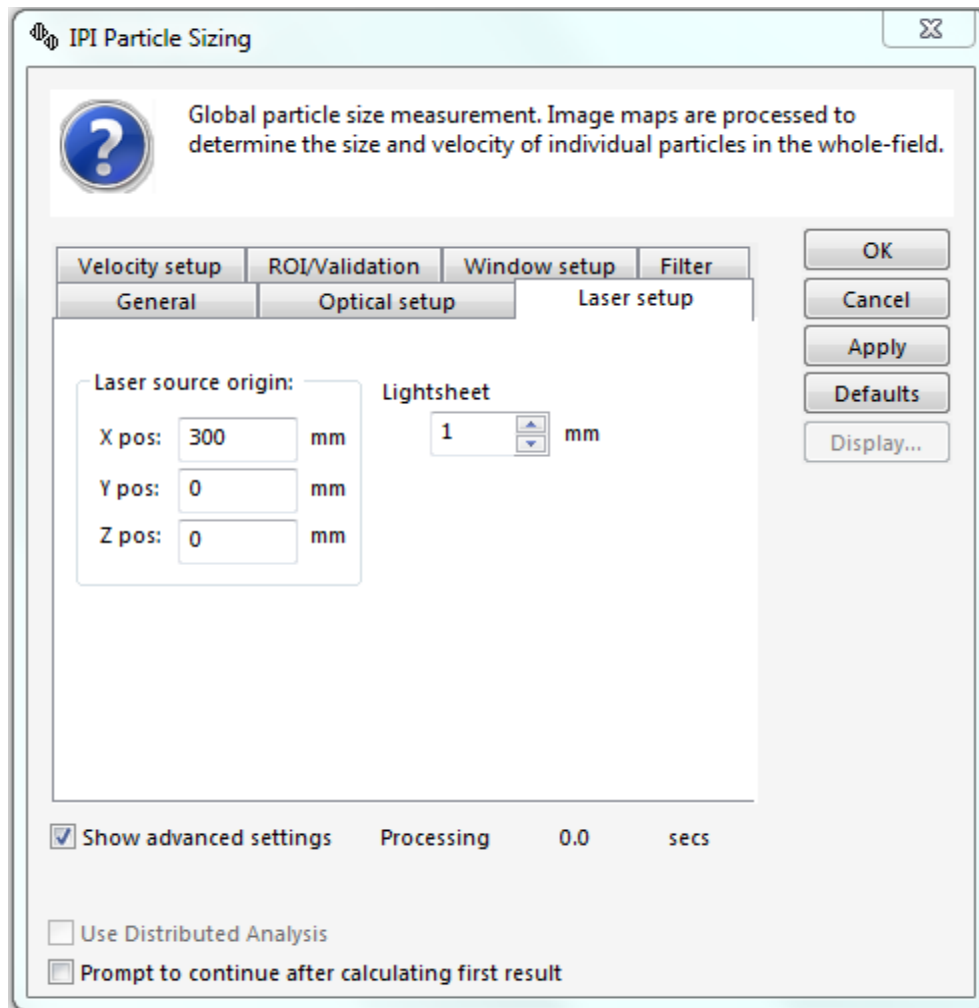 IPI Particle Sizing
Global particle size measurement. Image maps are processed to
determine the size and velocity of individual particles in the whole-field.
Velocity setup ROI/Validation Window setup Filter
General Optical setup Laser setup
OK
Cancel
Apply
Defaults
Display...
Laser source origin:
X pos: 300 mm
Y pos: 0 mm
Z pos: 0 mm
Lightsheet
1 mm
Show advanced settings Processing 0.0 secs
Use Distributed Analysis
Prompt to continue after calculating first result